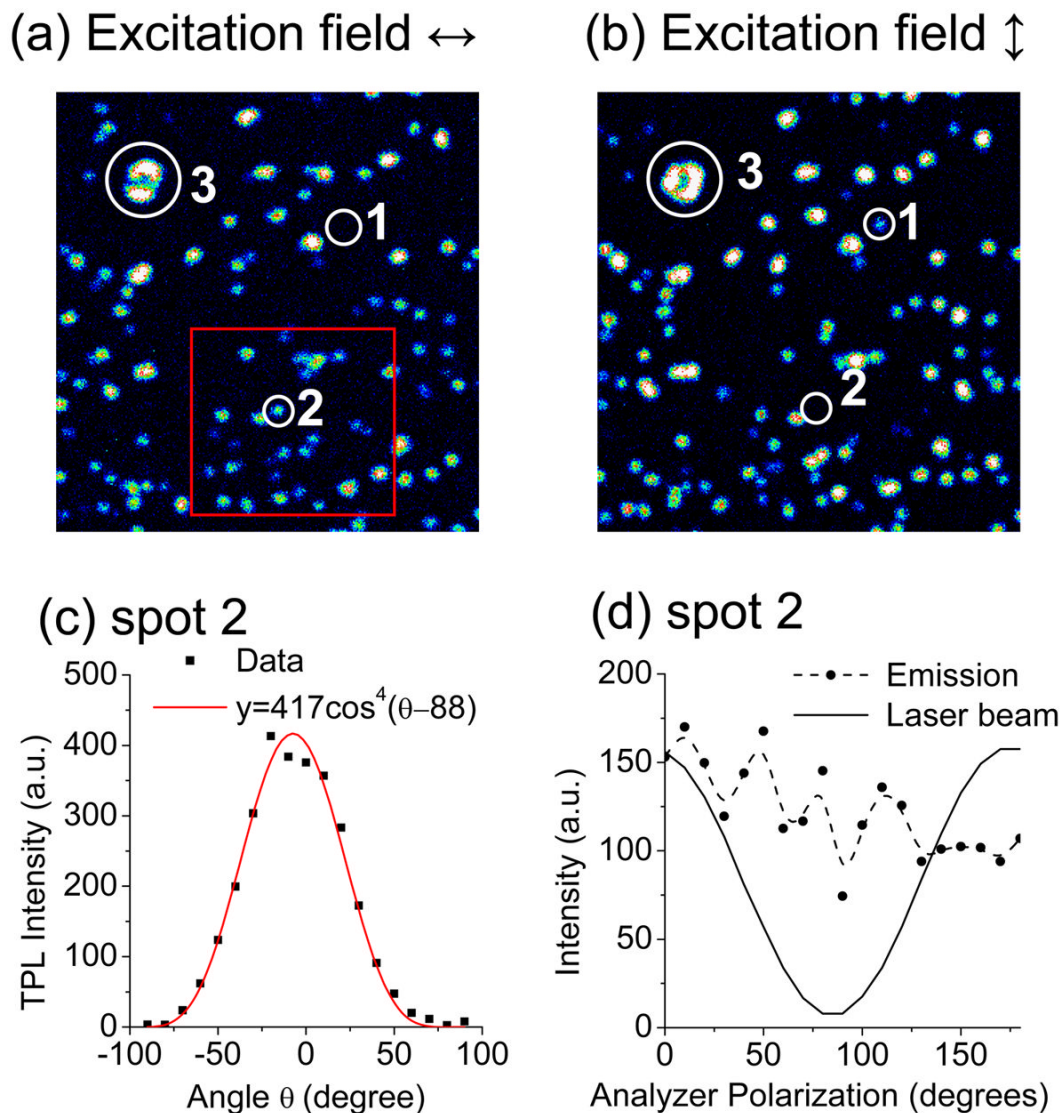 (a) Excitation field ↔
(b) Excitation field ↕
3
1
2
3
1
2
(c) spot 2
Data
y=417cos⁴(θ–88)
TPL Intensity (a.u.)
500
400
300
200
100
0
-100
-50
0
50
100
Angle θ (degree)
(d) spot 2
Emission
Laser beam
Intensity (a.u.)
200
150
100
50
0
0
50
100
150
Analyzer Polarization (degrees)